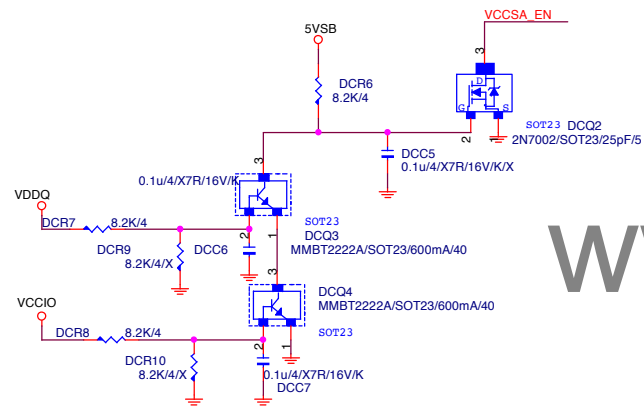 VCCSA_EN
5VSB
3
D
DCR6
8.2K/4
G
S
SOT23 DCQ2
2
1
2N7002/SOT23/25pF/5
3
DCC5
0.1u/4/X7R/16V/K/X
0.1u/4/X7R/16V/K
VDDQ
SOT23
DCR7
8.2K/4
2
1
DCQ3
DCR9
DCC6
MMBT2222A/SOT23/600mA/40
8.2K/4/X
3
DCQ4
MMBT2222A/SOT23/600mA/40
VCCIO
DCR8
8.2K/4
SOT23
2
1
DCR10
8.2K/4/X
0.1u/4/X7R/16V/K
DCC7